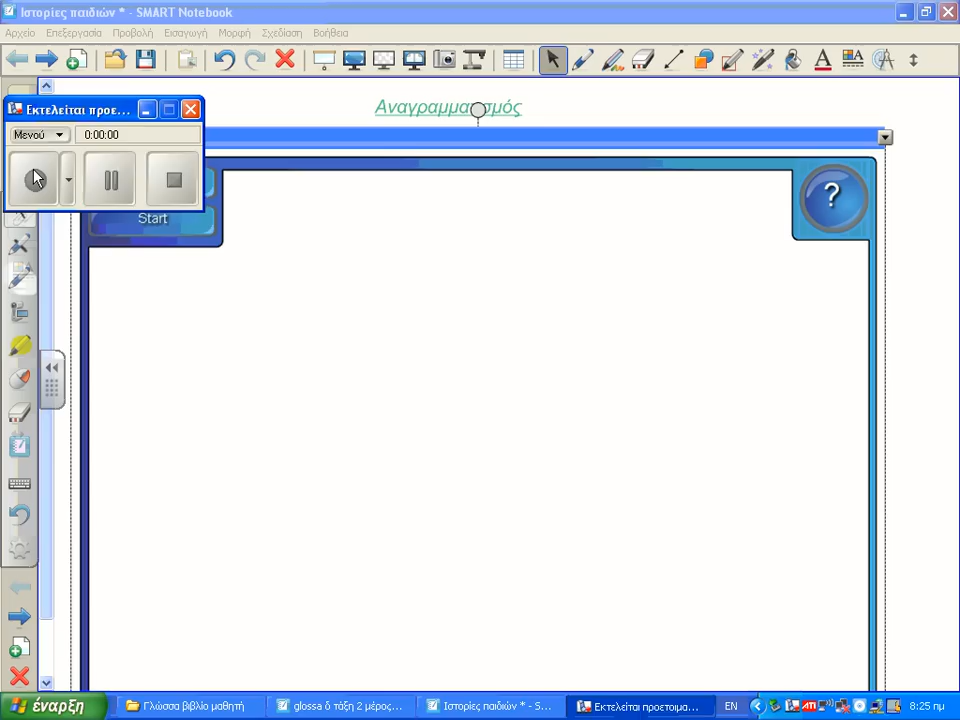 Ιστορίες παιδιών * - SMART Notebook
Αρχείο Επεξεργασία Προβολή Εισαγωγή Μορφή Σχεδίαση Βοήθεια
Αναγραμματισμός
Εκτελείται προε...
Μενού 0:00:00
Start
?
έναρξη
Γλώσσα βιβλίο μαθητή
glossa δ τάξη 2 μέρος...
Ιστορίες παιδιών * - S...
Εκτελείται προετοιμα...
EN
ATI
8:25 πμ